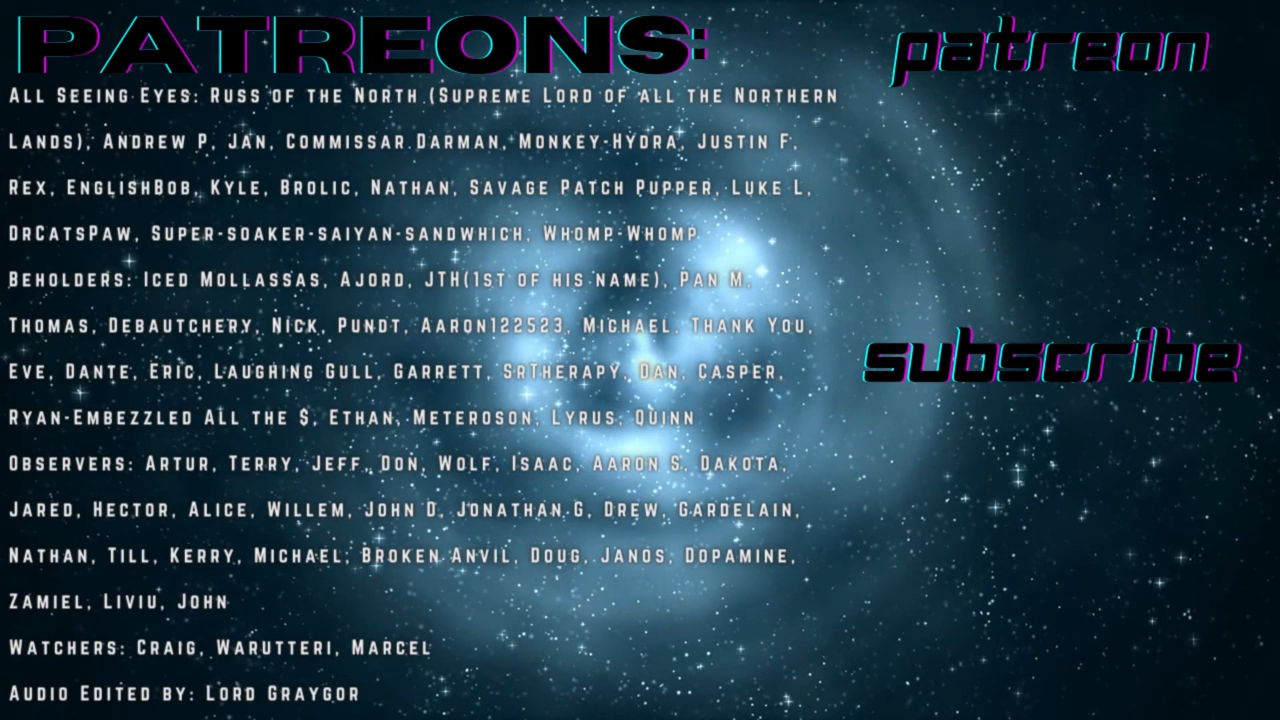 PATREONS:
patreon
All Seeing Eyes: Russ of the North (Supreme Lord of all the Northern
Lands), Andrew P, Jan, Commissar Darman, Monkey-Hydra, Justin F,
Rex, EnglishBob, Kyle, Brolic, Nathan, Savage Patch Pupper, Luke L,
DrCatsPaw, Super-soaker-saiyan-sandwhich, Whomp-Whomp
Beholders: Iced Mollassas, Ajord, JTH(1st of his name), Pan M,
Thomas, Debautchery, Nick, Pundt, Aaron122523, Michael, Thank You,
subscribe
Eve, Dante, Eric, Laughing Gull, Garrett, SrTherapy, Dan, Casper,
Ryan-Embezzled All the $, Ethan, Meteroson, Lyrus, Quinn
Observers: Artur, Terry, Jeff, Don, Wolf, Isaac, Aaron S, Dakota,
Jared, Hector, Alice, Willem, John D, Jonathan G, Drew, Gardelain,
Nathan, Till, Kerry, Michael, Broken Anvil, Doug, Janos, Dopamine,
Zamiel, Liviu, John
Watchers: Craig, Warutteri, Marcel
Audio Edited by: Lord Graygor